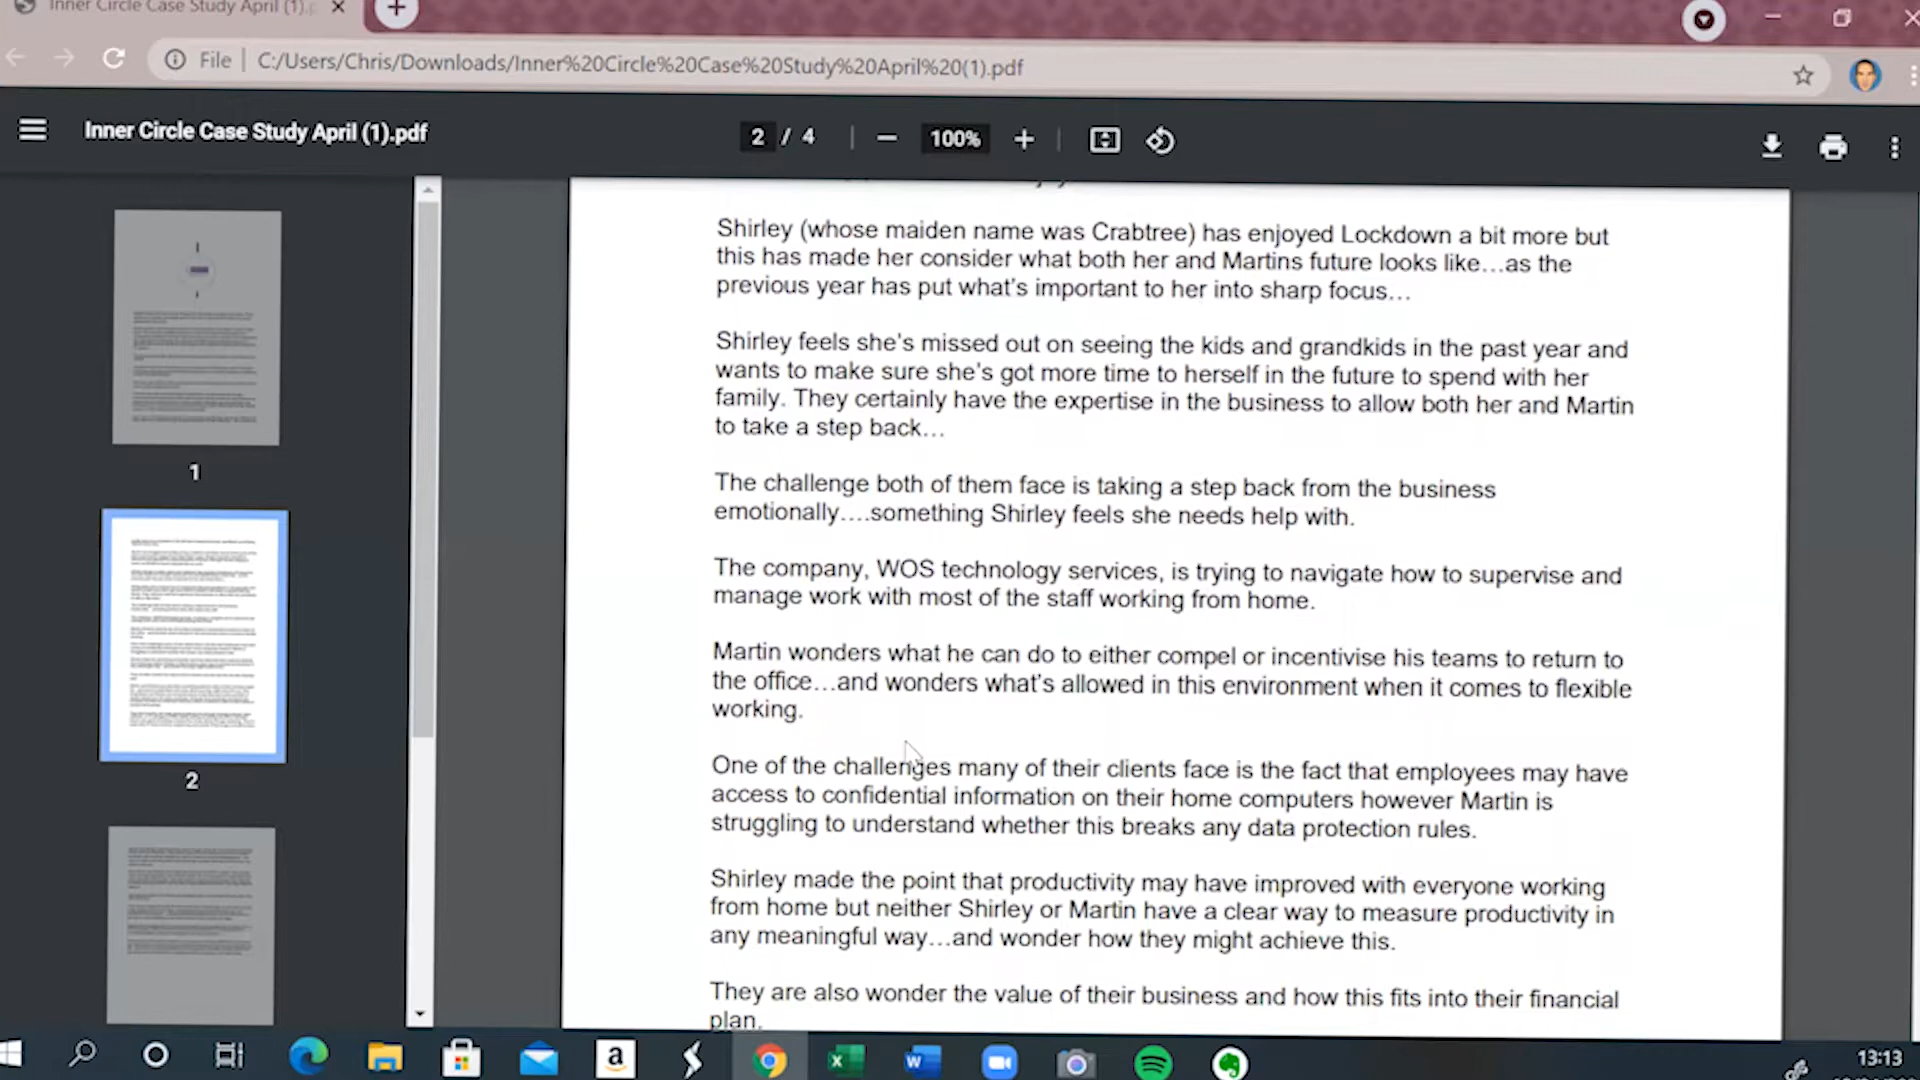 Inner Circle Case Study April (1).p
File | C:/Users/Chris/Downloads/Inner%20Circle%20Case%20Study%20April%20(1).pdf
Inner Circle Case Study April (1).pdf
2 / 4
100%
Shirley (whose maiden name was Crabtree) has enjoyed Lockdown a bit more but
this has made her consider what both her and Martins future looks like…as the
previous year has put what's important to her into sharp focus…
Shirley feels she's missed out on seeing the kids and grandkids in the past year and
wants to make sure she's got more time to herself in the future to spend with her
family. They certainly have the expertise in the business to allow both her and Martin
to take a step back…
The challenge both of them face is taking a step back from the business
emotionally….something Shirley feels she needs help with.
The company, WOS technology services, is trying to navigate how to supervise and
manage work with most of the staff working from home.
Martin wonders what he can do to either compel or incentivise his teams to return to
the office…and wonders what's allowed in this environment when it comes to flexible
working.
One of the challenges many of their clients face is the fact that employees may have
access to confidential information on their home computers however Martin is
struggling to understand whether this breaks any data protection rules.
Shirley made the point that productivity may have improved with everyone working
from home but neither Shirley or Martin have a clear way to measure productivity in
any meaningful way…and wonder how they might achieve this.
They are also wonder the value of their business and how this fits into their financial
plan.
1
2
13:13